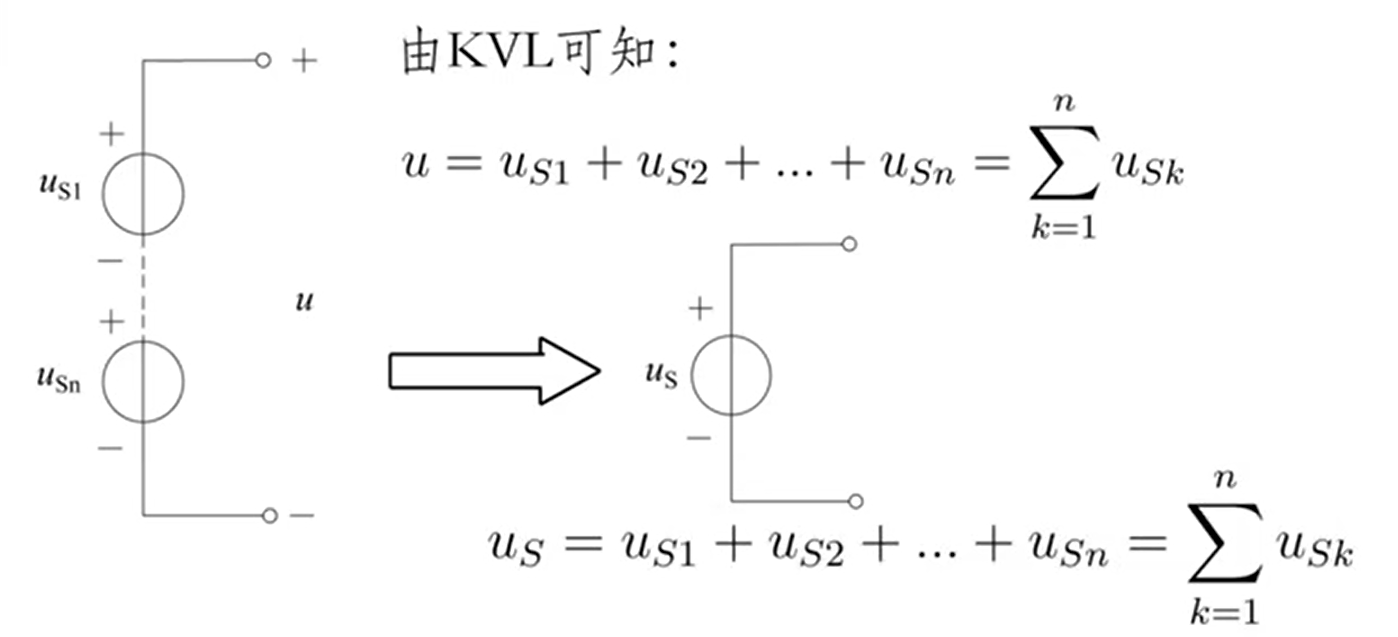 由KVL可知：
+
+
u = u_{S1} + u_{S2} + ... + u_{Sn} = \sum_{k=1}^{n} u_{Sk}
u_{S1}
−
u
+
+
u_{Sn}
u_S
−
−
−
u_S = u_{S1} + u_{S2} + ... + u_{Sn} = \sum_{k=1}^{n} u_{Sk}